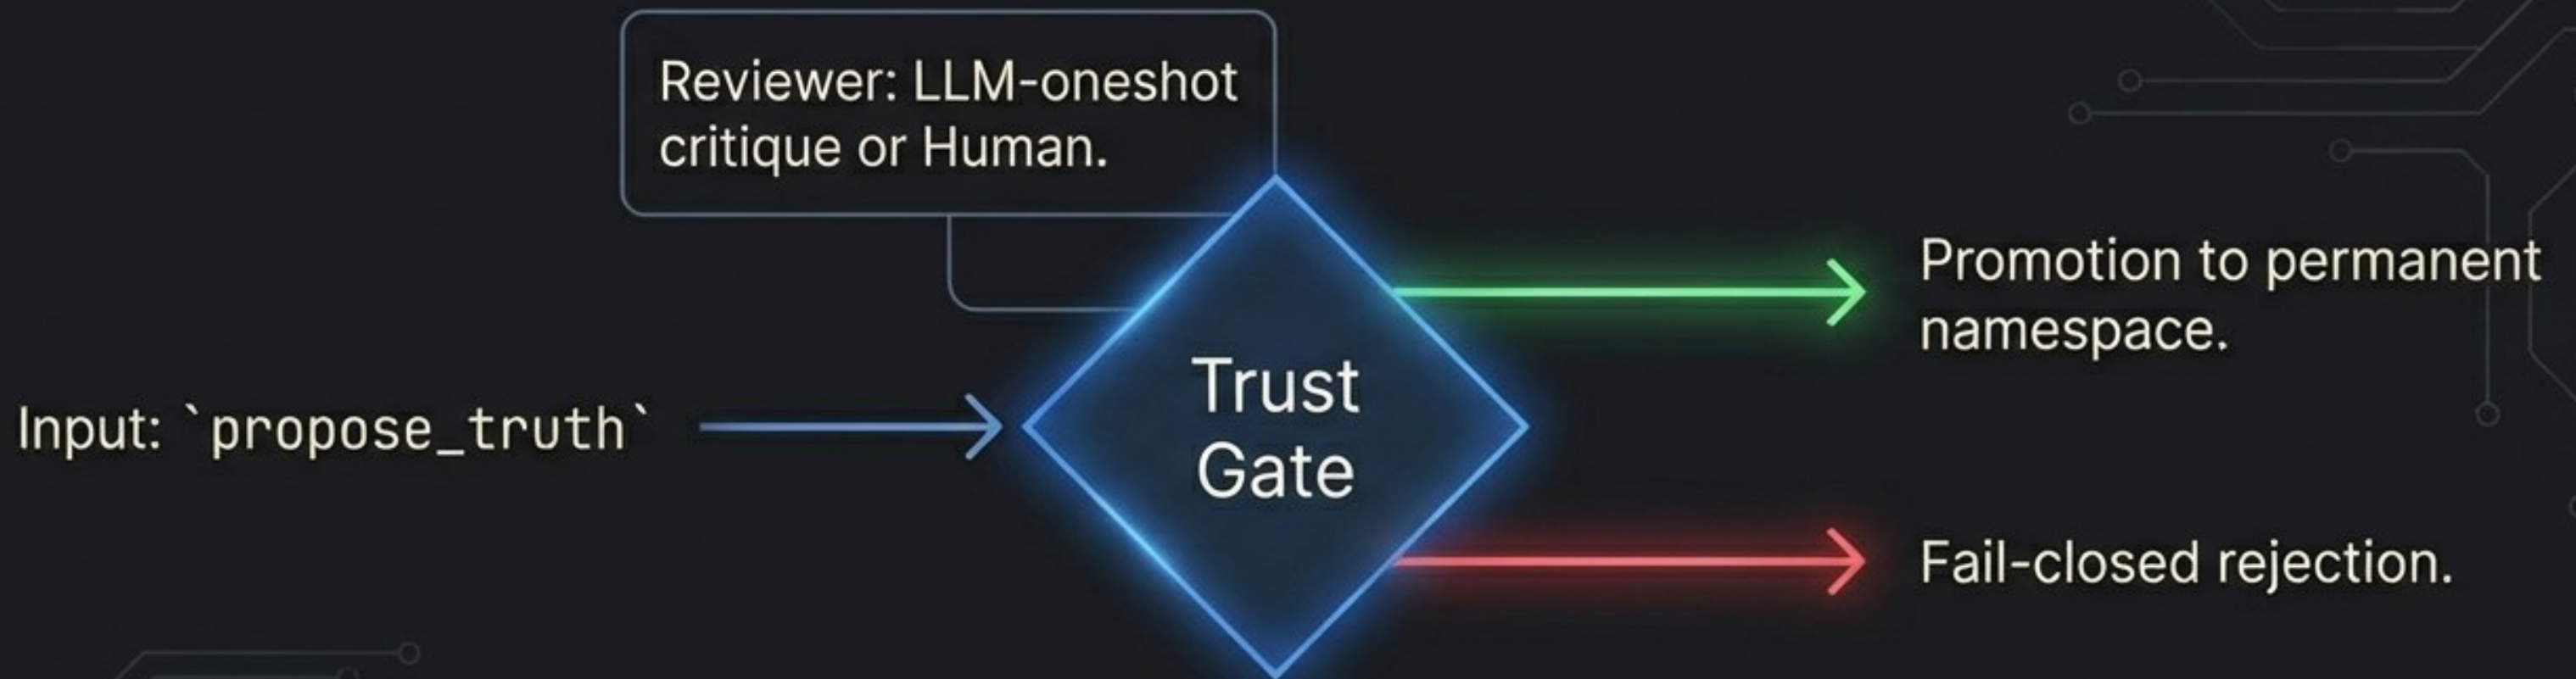 Reviewer: LLM-oneshot
critique or Human.
Input: `propose_truth`
Trust
Gate
Promotion to permanent
namespace.
Fail-closed rejection.